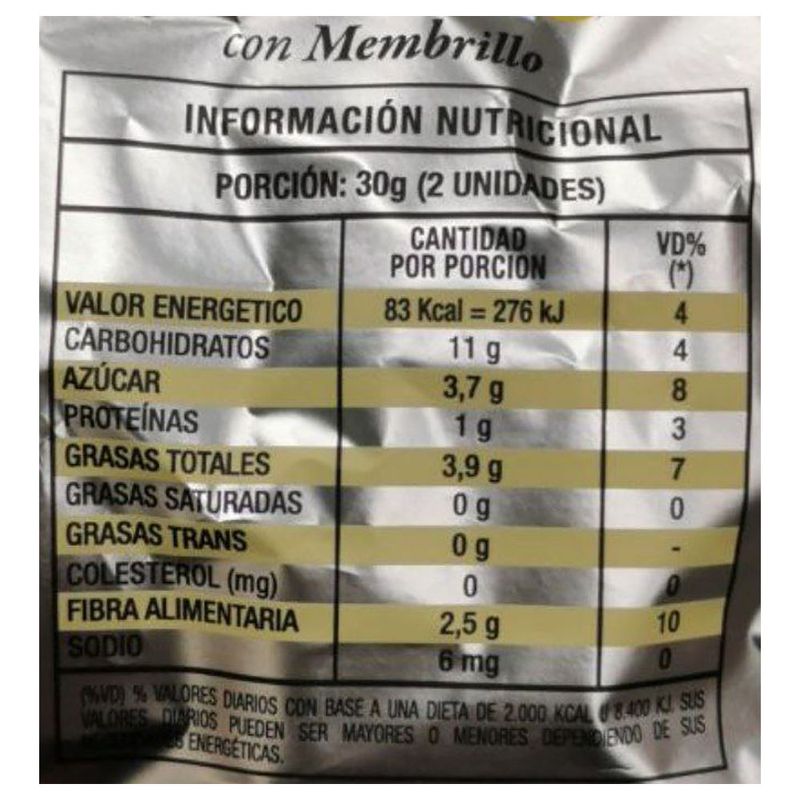 con Membrillo
INFORMACIÓN NUTRICIONAL
PORCIÓN: 30g (2 UNIDADES)
CANTIDAD POR PORCION VD% (*)
VALOR ENERGETICO 83 Kcal = 276 kJ 4
CARBOHIDRATOS 11 g 4
AZÚCAR 3,7 g 8
PROTEÍNAS 1 g 3
GRASAS TOTALES 3,9 g 7
GRASAS SATURADAS 0 g 0
GRASAS TRANS 0 g -
COLESTEROL (mg) 0 0
FIBRA ALIMENTARIA 2,5 g 10
SODIO 6 mg 0
(%VD) % VALORES DIARIOS CON BASE A UNA DIETA DE 2.000 KCAL U 8.400 KJ. SUS
VALORES DIARIOS PUEDEN SER MAYORES O MENORES DEPENDIENDO DE SUS
ENERGÉTICAS.